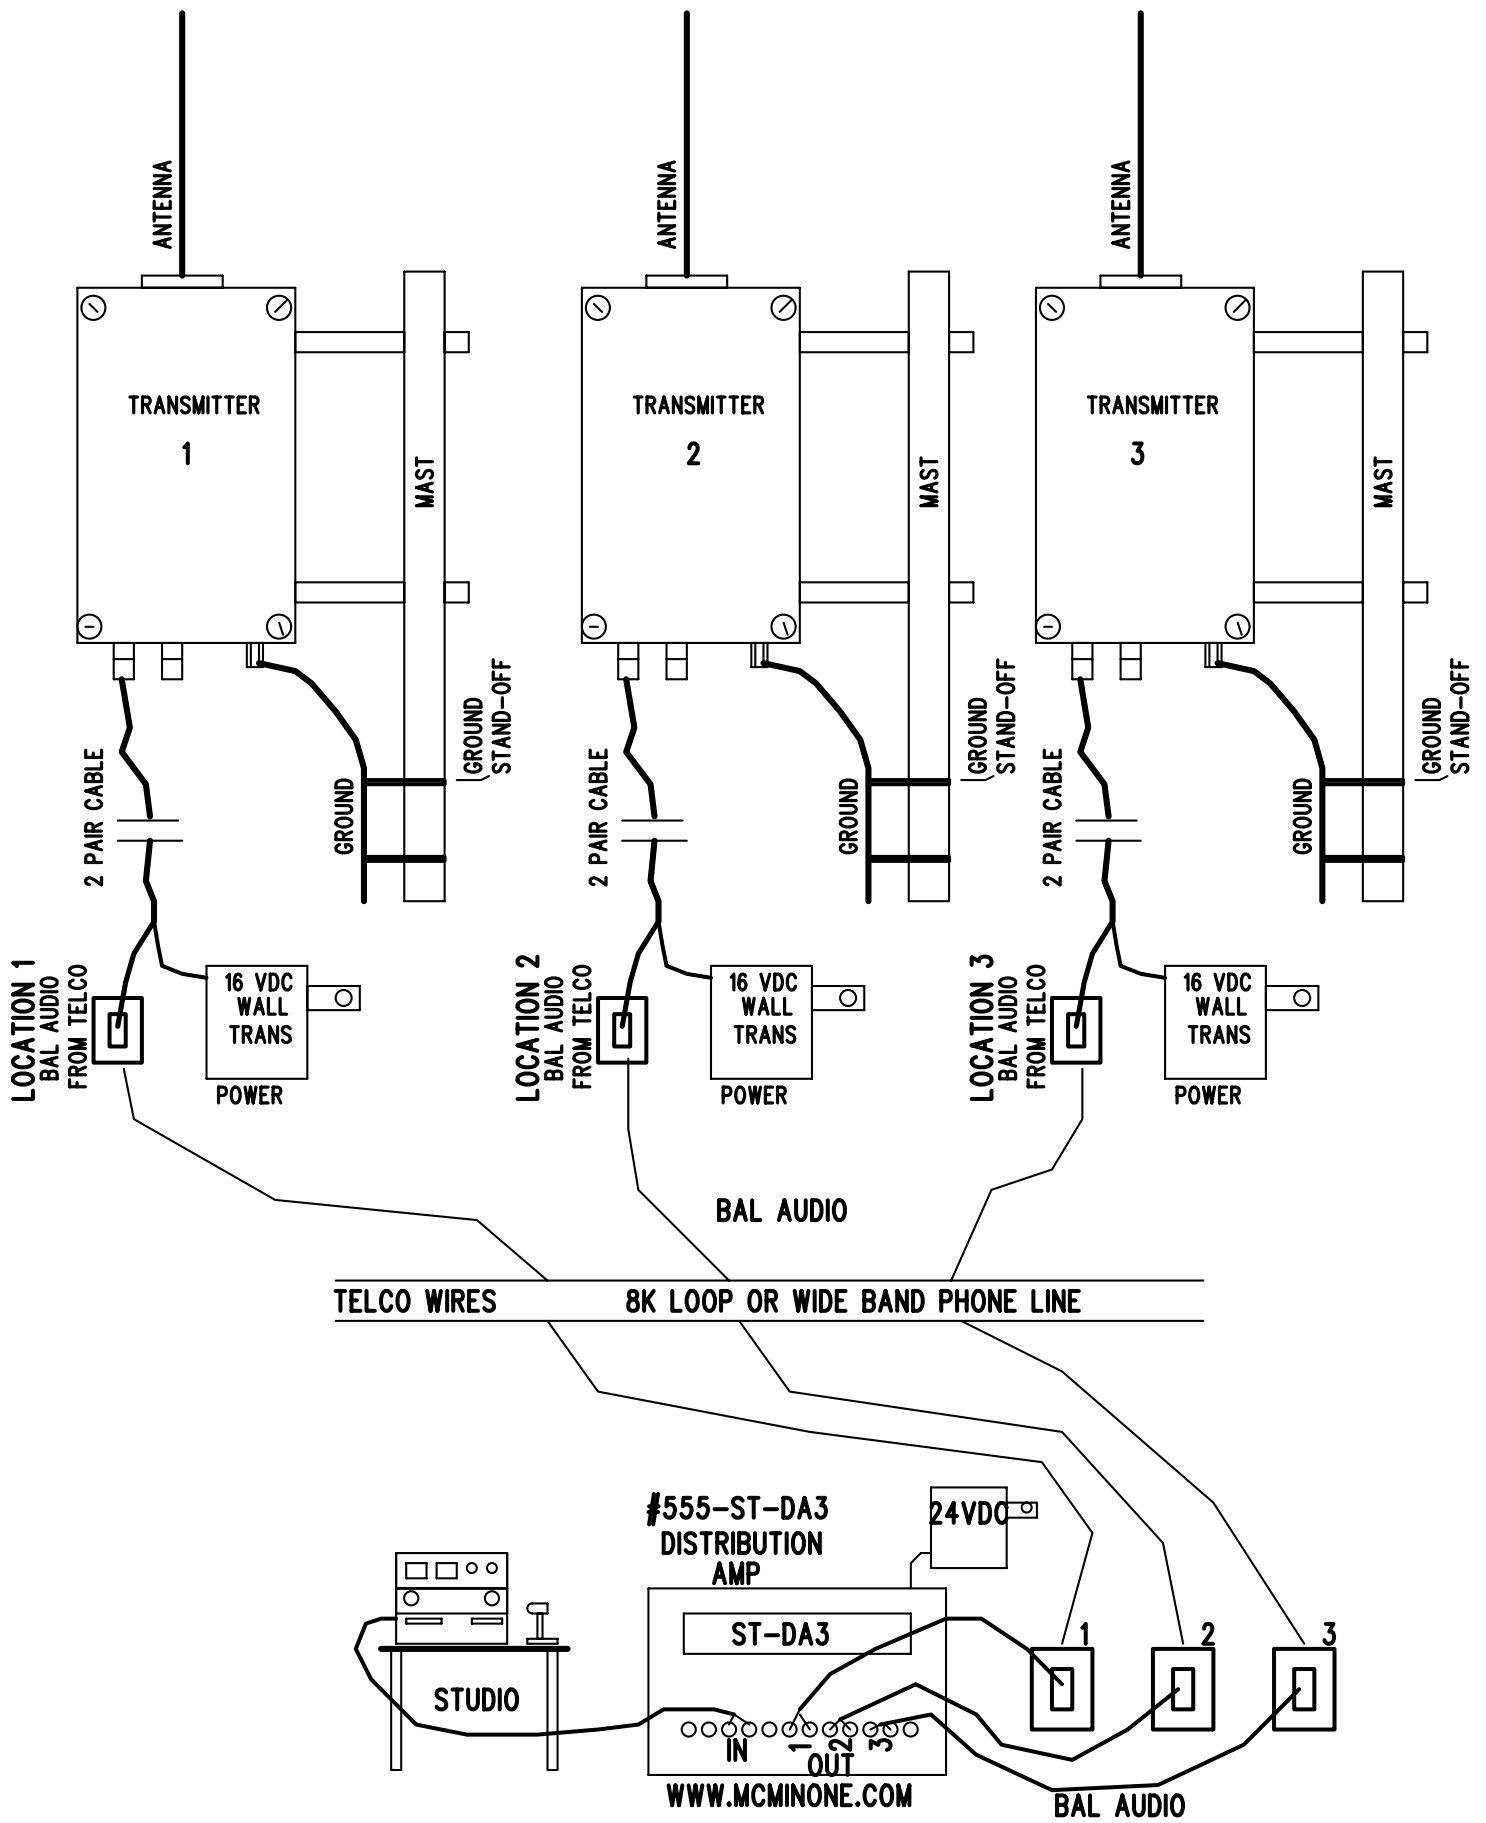 ANTENNA
ANTENNA
ANTENNA
TRANSMITTER
1
TRANSMITTER
2
TRANSMITTER
3
MAST
MAST
MAST
2 PAIR CABLE
GROUND
GROUND
STAND-OFF
2 PAIR CABLE
GROUND
GROUND
STAND-OFF
2 PAIR CABLE
GROUND
GROUND
STAND-OFF
LOCATION 1
BAL AUDIO
FROM TELCO
16 VDC
WALL
TRANS
POWER
LOCATION 2
BAL AUDIO
FROM TELCO
16 VDC
WALL
TRANS
POWER
LOCATION 3
BAL AUDIO
FROM TELCO
16 VDC
WALL
TRANS
POWER
BAL AUDIO
TELCO WIRES 8K LOOP OR WIDE BAND PHONE LINE
#555-ST-DA3
DISTRIBUTION
AMP
24VDC
ST-DA3
1
2
3
STUDIO
IN
1
2
3
OUT
WWW.MCMINONE.COM
BAL AUDIO